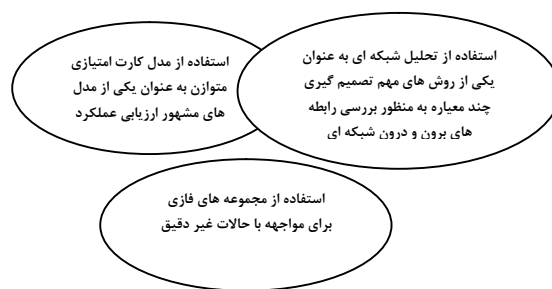 استفاده از تحلیل شبکه ای به عنوان
یکی از روش های مهم تصمیم گیری
چند معیاره به منظور بررسی رابطه
های برون و درون شبکه ای
استفاده از مدل کارت امتیازی
متوازن به عنوان یکی از مدل
های مشهور ارزیابی عملکرد
استفاده از مجموعه های فازی
برای مواجهه با حالات غیر دقیق